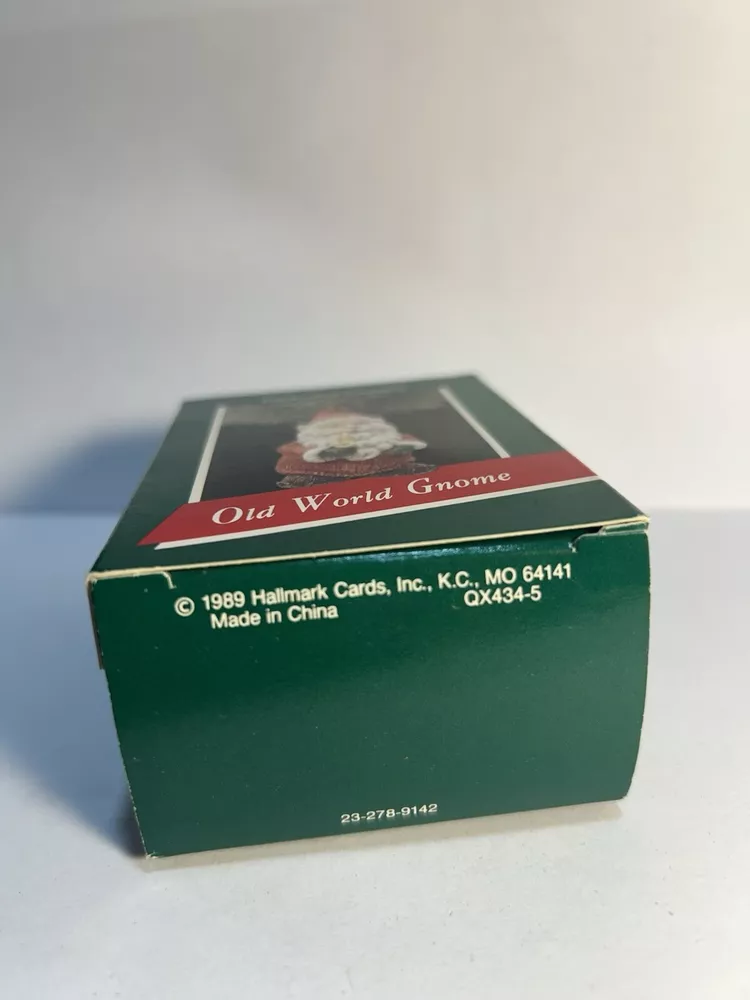 Old World Gnome
© 1989 Hallmark Cards, Inc., K.C., MO 64141
Made in China QX434-5
23-278-9142